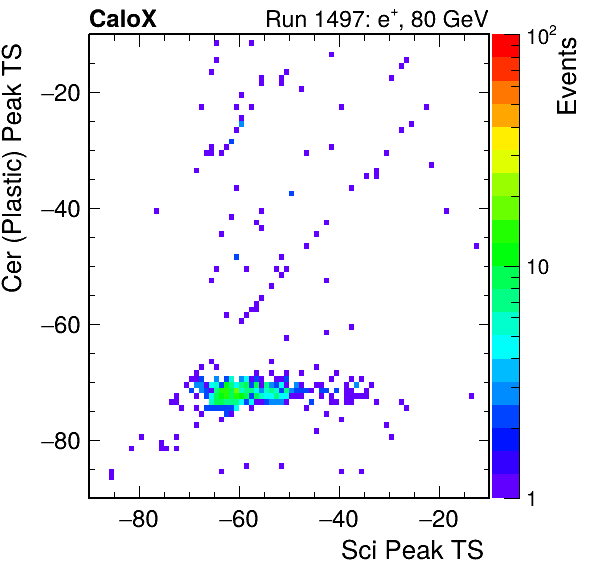 CaloX
Run 1497: e⁺, 80 GeV
10²
10
1
Events
Cer (Plastic) Peak TS
−20
−40
−60
−80
−80 −60 −40 −20
Sci Peak TS